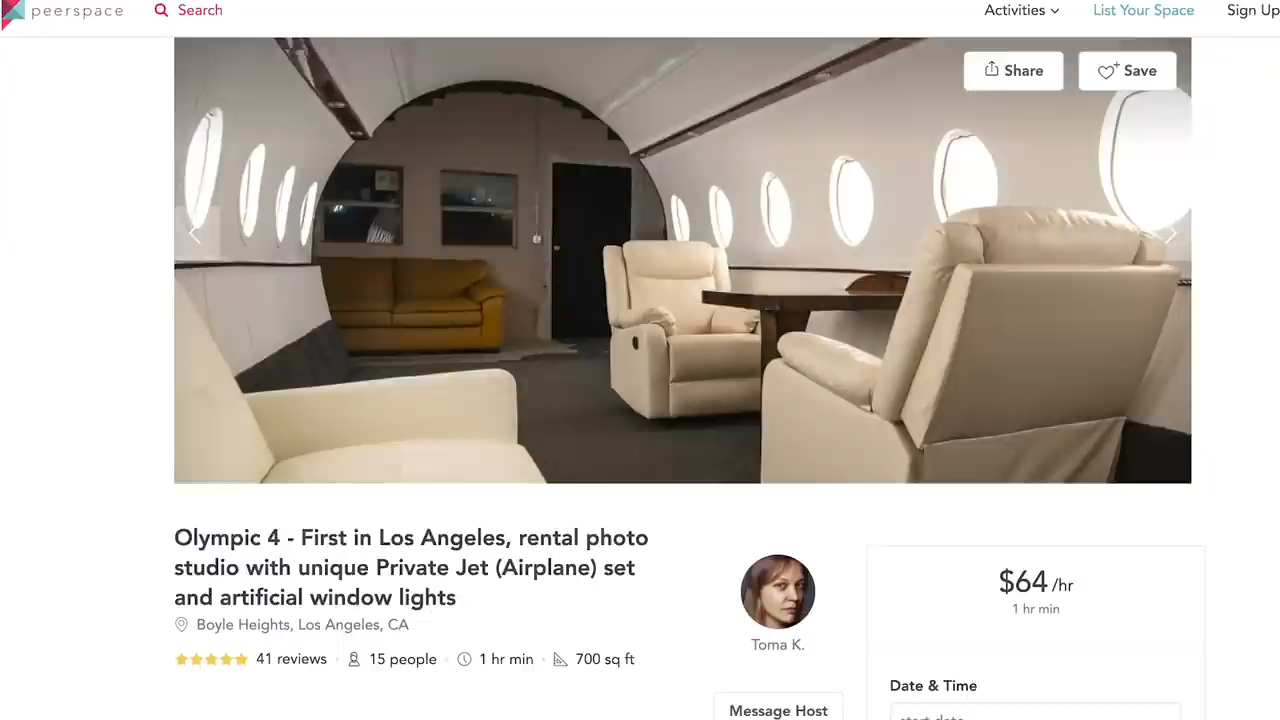 peerspace
Search
Activities
List Your Space
Sign Up
Share
Save
Olympic 4 - First in Los Angeles, rental photo
studio with unique Private Jet (Airplane) set
and artificial window lights
Boyle Heights, Los Angeles, CA
41 reviews · 15 people · 1 hr min · 700 sq ft
Toma K.
Message Host
$64 /hr
1 hr min
Date & Time
start date